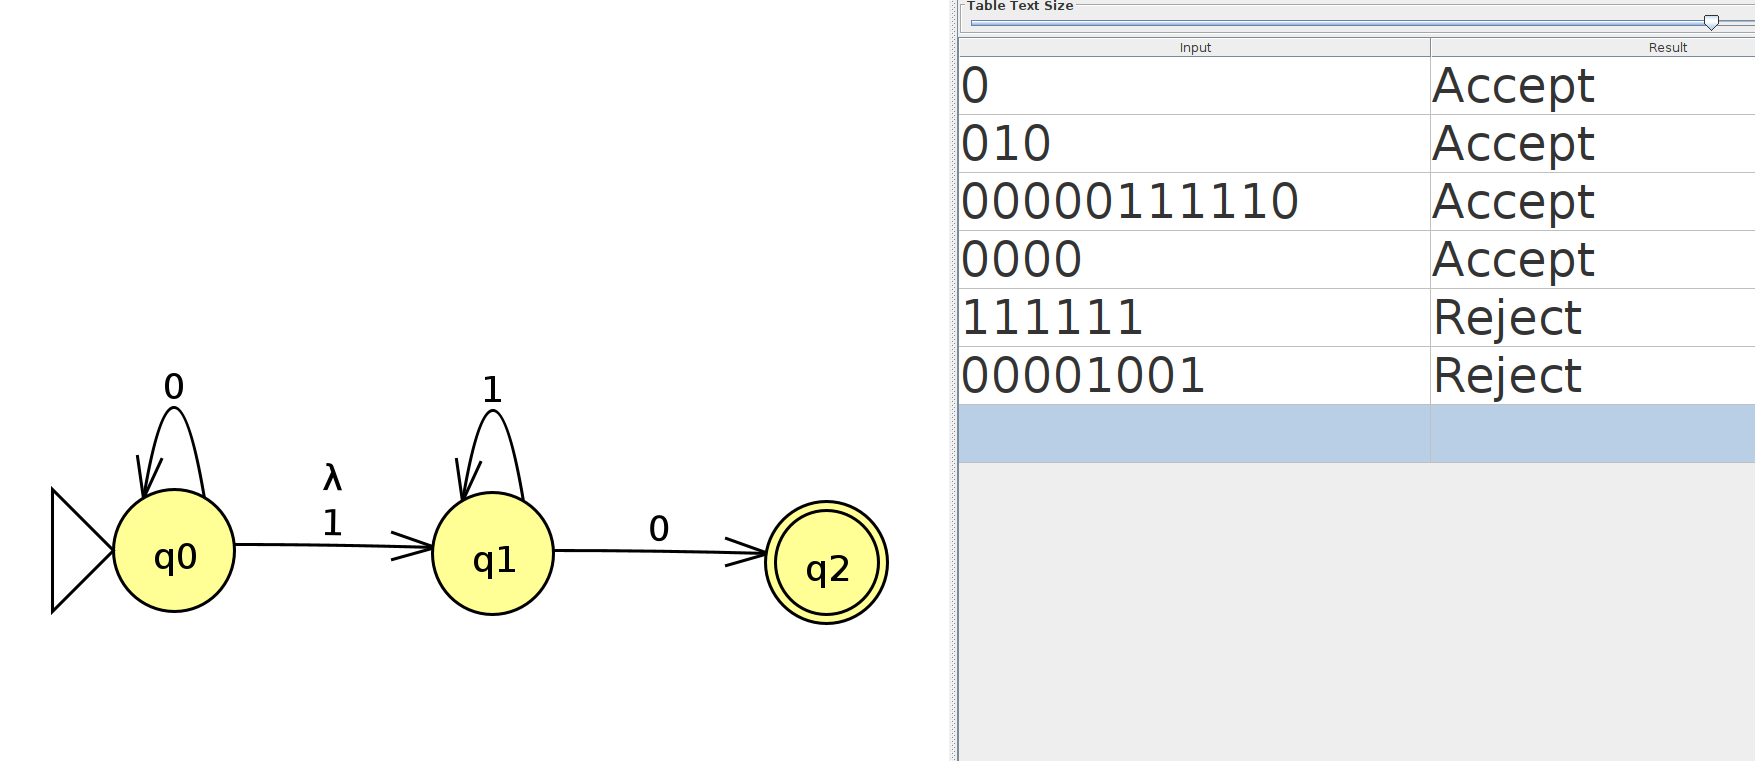 Table Text Size
Input Result
0 Accept
010 Accept
00000111110 Accept
0000 Accept
111111 Reject
00001001 Reject
0 1
λ
1 0
q0 q1 q2